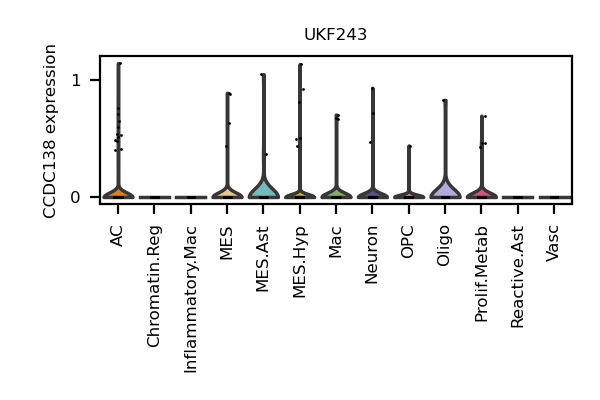 UKF243
CCDC138 expression
1
0
AC
Chromatin.Reg
Inflammatory.Mac
MES
MES.Ast
MES.Hyp
Mac
Neuron
OPC
Oligo
Prolif.Metab
Reactive.Ast
Vasc